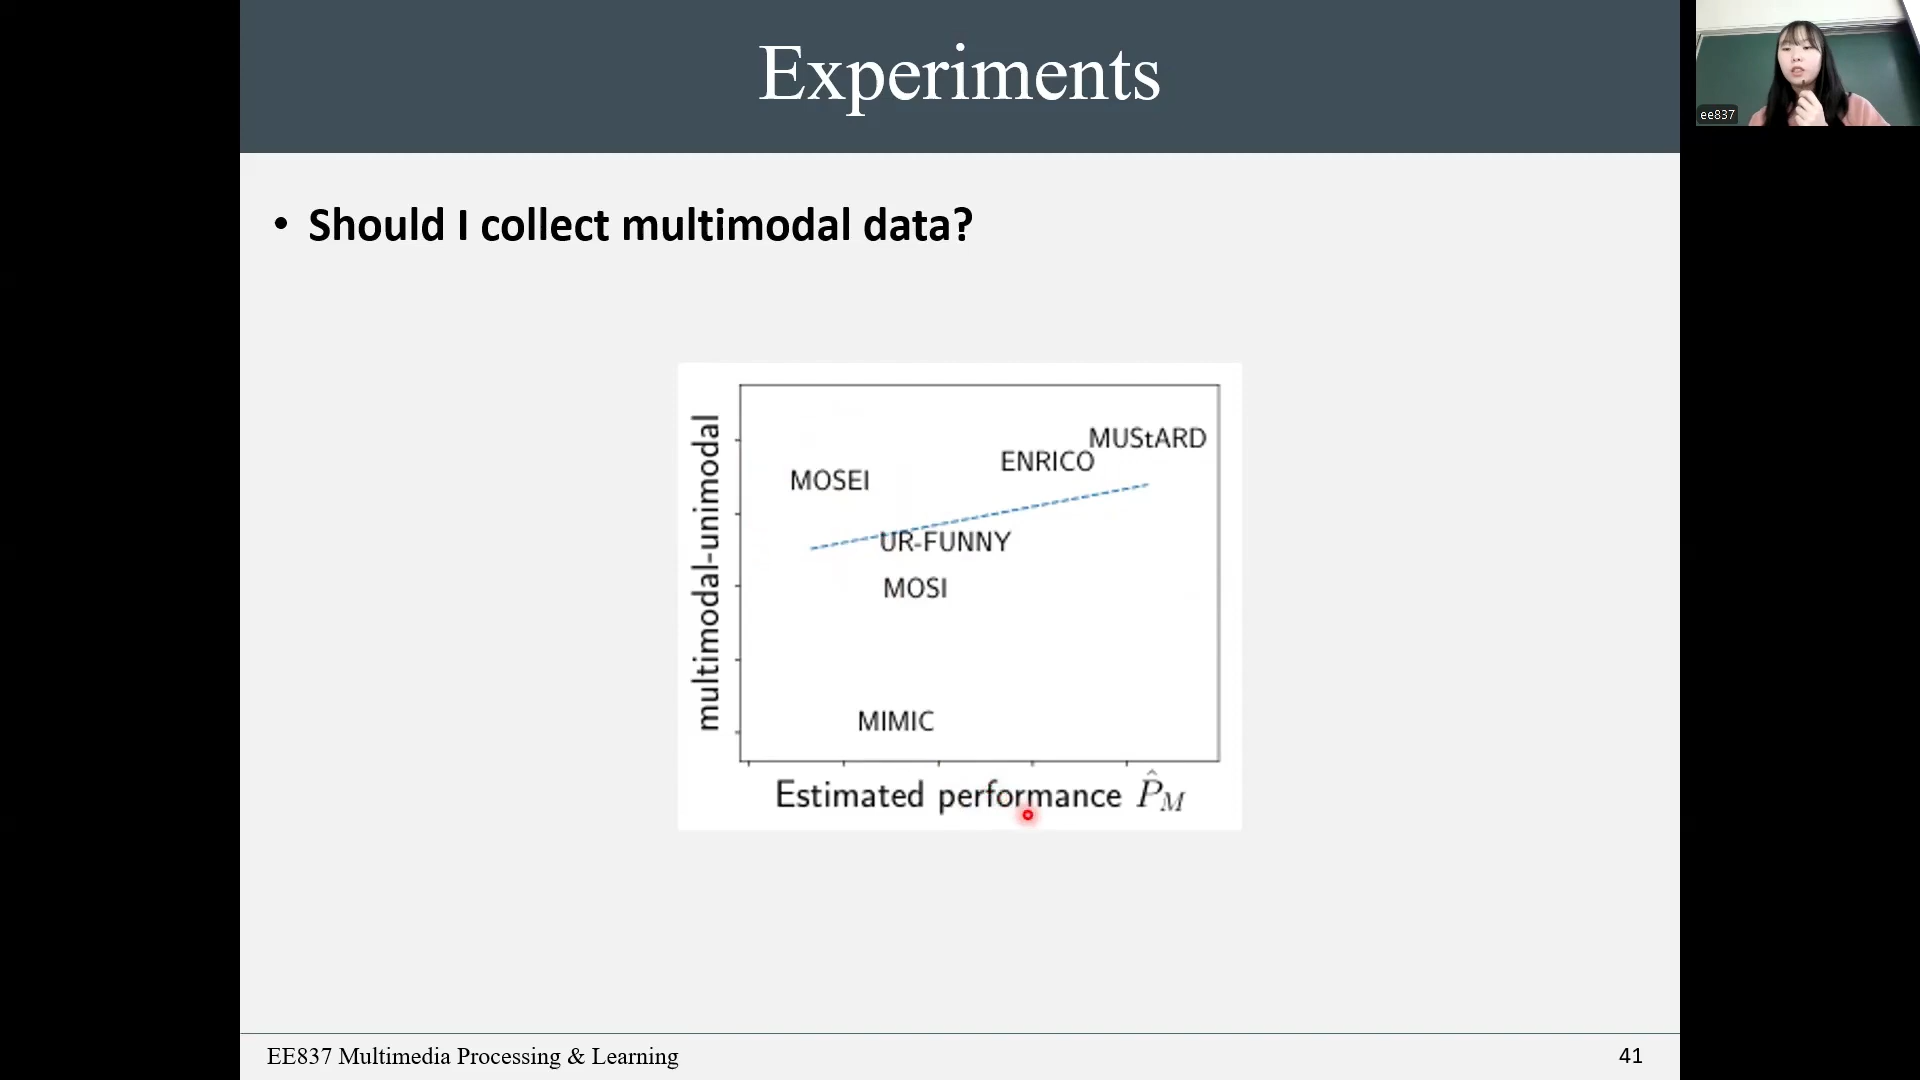 Experiments
ee837
• Should I collect multimodal data?
multimodal-unimodal
MUStARD
ENRICO
MOSEI
UR-FUNNY
MOSI
MIMIC
Estimated performance P̂_M
EE837 Multimedia Processing & Learning
41